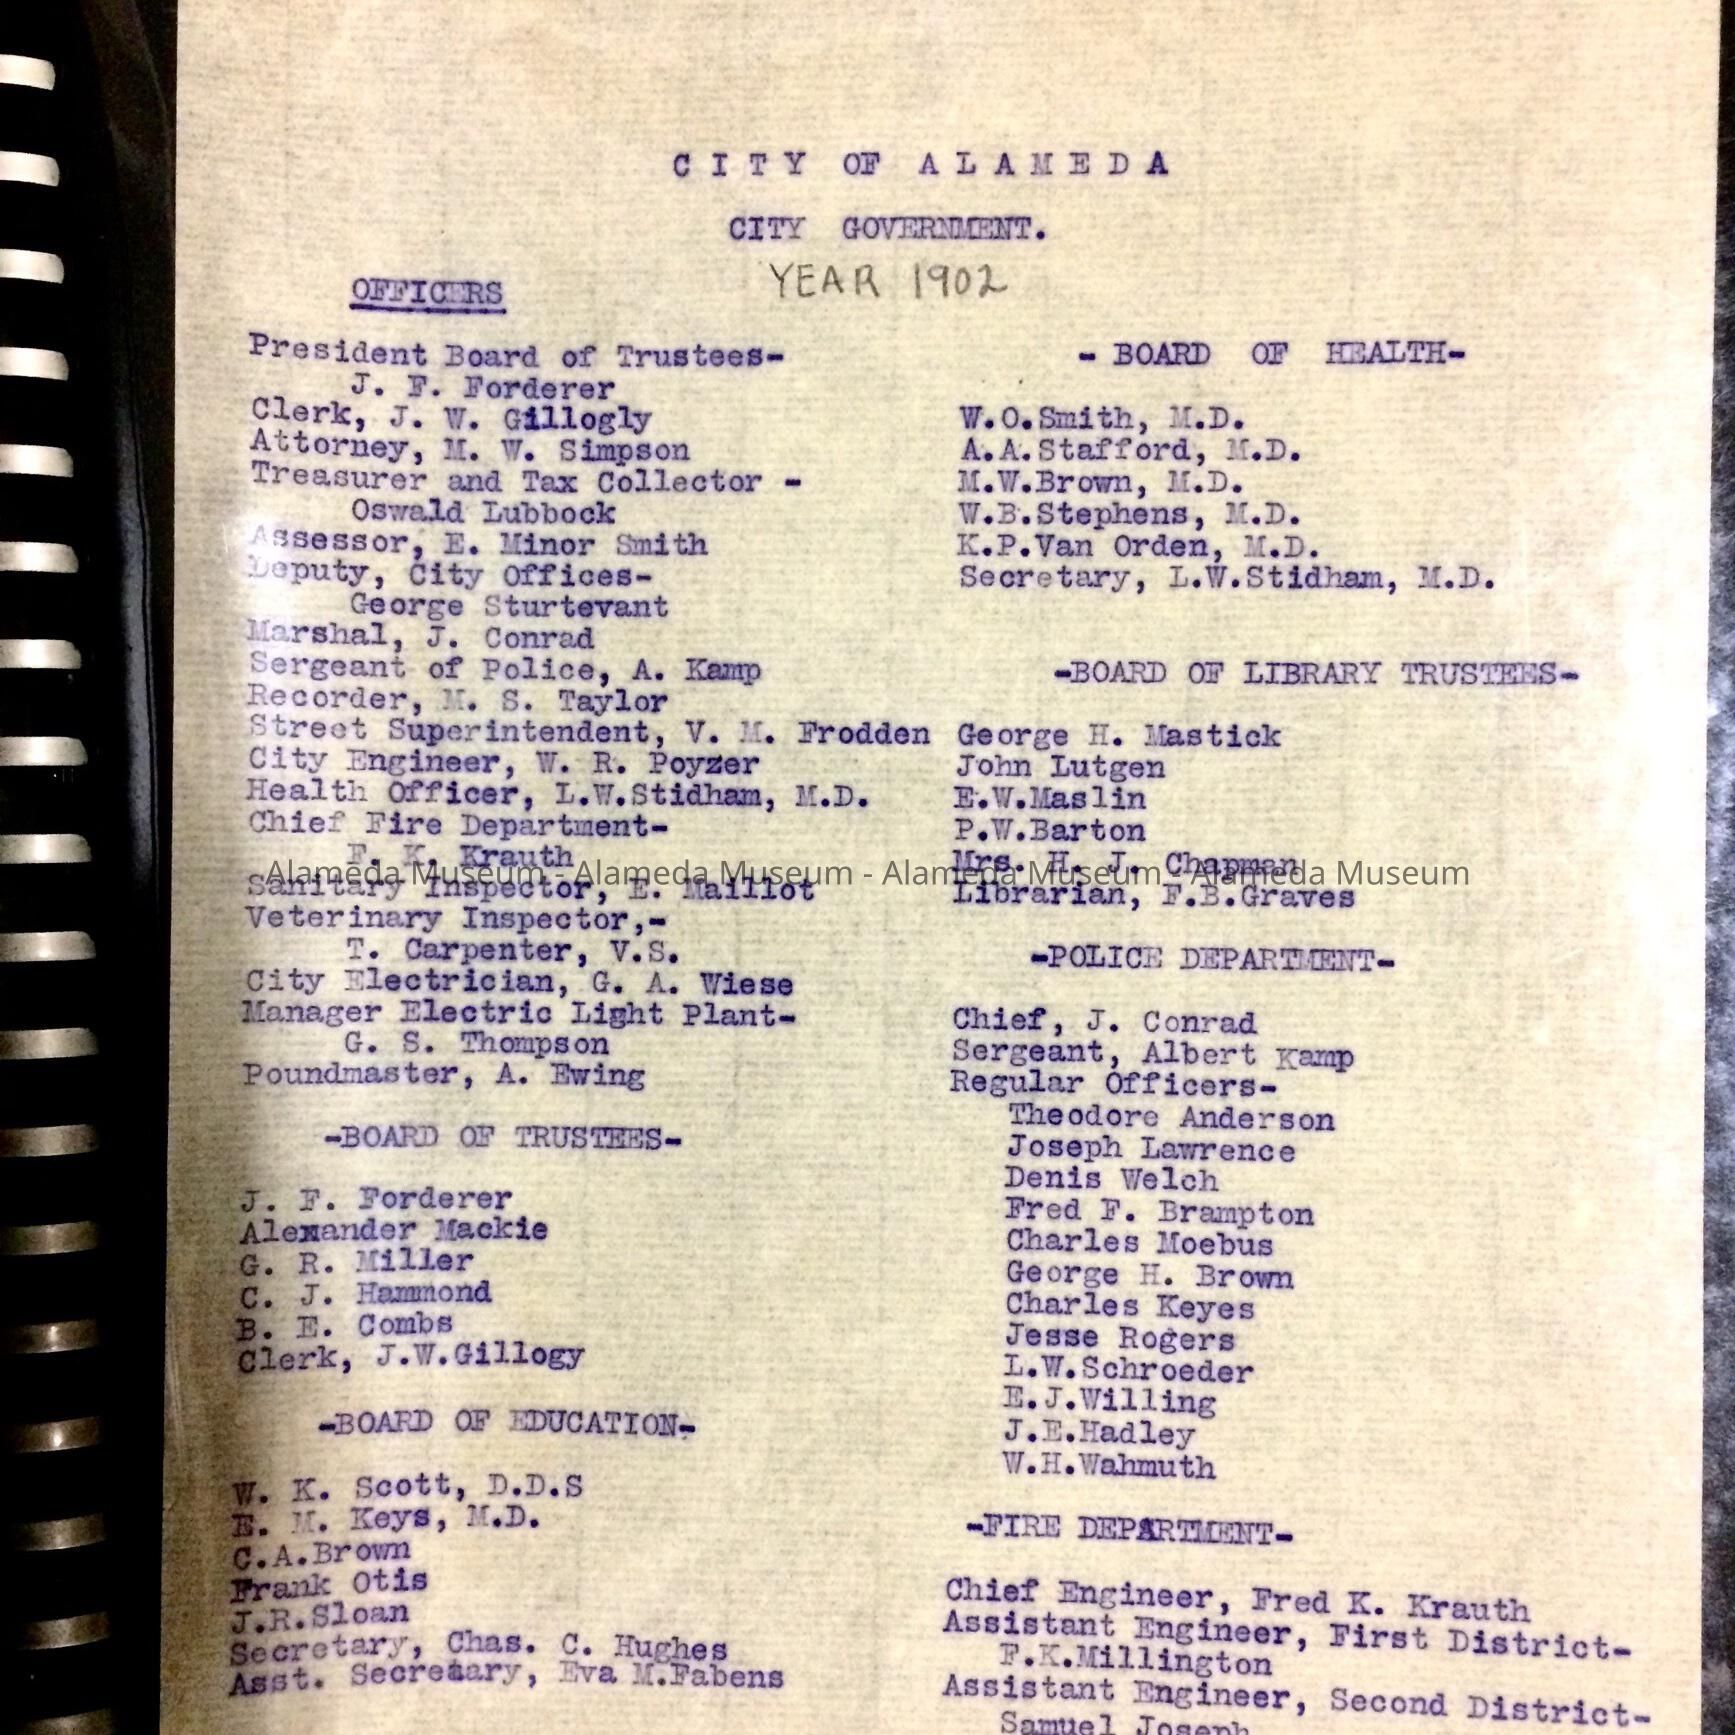 CITY OF ALAMEDA
CITY GOVERNMENT.
YEAR 1902
OFFICERS
President Board of Trustees-
J. F. Forderer
Clerk, J. W. Gillogly
Attorney, M. W. Simpson
Treasurer and Tax Collector -
Oswald Lubbock
Assessor, E. Minor Smith
Deputy, City Offices-
George Sturtevant
Marshal, J. Conrad
Sergeant of Police, A. Kamp
Recorder, M. S. Taylor
Street Superintendent, V. M. Frodden
City Engineer, W. R. Poyzer
Health Officer, L.W.Stidham, M.D.
Chief Fire Department-
F. K. Krauth
Sanitary Inspector, E. Maillot
Veterinary Inspector,-
T. Carpenter, V.S.
City Electrician, G. A. Wiese
Manager Electric Light Plant-
G. S. Thompson
Poundmaster, A. Ewing
-BOARD OF TRUSTEES-
J. F. Forderer
Alexander Mackie
G. R. Miller
C. J. Hammond
B. E. Combs
Clerk, J.W.Gillogy
-BOARD OF EDUCATION-
W. K. Scott, D.D.S
E. M. Keys, M.D.
C.A.Brown
Frank Otis
J.R.Sloan
Secretary, Chas. C. Hughes
Asst. Secretary, Eva M.Fabens
- BOARD OF HEALTH-
W.O.Smith, M.D.
A.A.Stafford, M.D.
M.W.Brown, M.D.
W.B.Stephens, M.D.
K.P.Van Orden, M.D.
Secretary, L.W.Stidham, M.D.
-BOARD OF LIBRARY TRUSTEES-
George H. Mastick
John Lutgen
E.W.Maslin
P.W.Barton
Mrs. H. J. Chapman
Librarian, F.B.Graves
-POLICE DEPARTMENT-
Chief, J. Conrad
Sergeant, Albert Kamp
Regular Officers-
Theodore Anderson
Joseph Lawrence
Denis Welch
Fred F. Brampton
Charles Moebus
George H. Brown
Charles Keyes
Jesse Rogers
L.W.Schroeder
E.J.Willing
J.E.Hadley
W.H.Wahmuth
-FIRE DEPARTMENT-
Chief Engineer, Fred K. Krauth
Assistant Engineer, First District-
F.K.Millington
Assistant Engineer, Second District-
Samuel Joseph
Alameda Museum - Alameda Museum - Alameda Museum - Alameda Museum